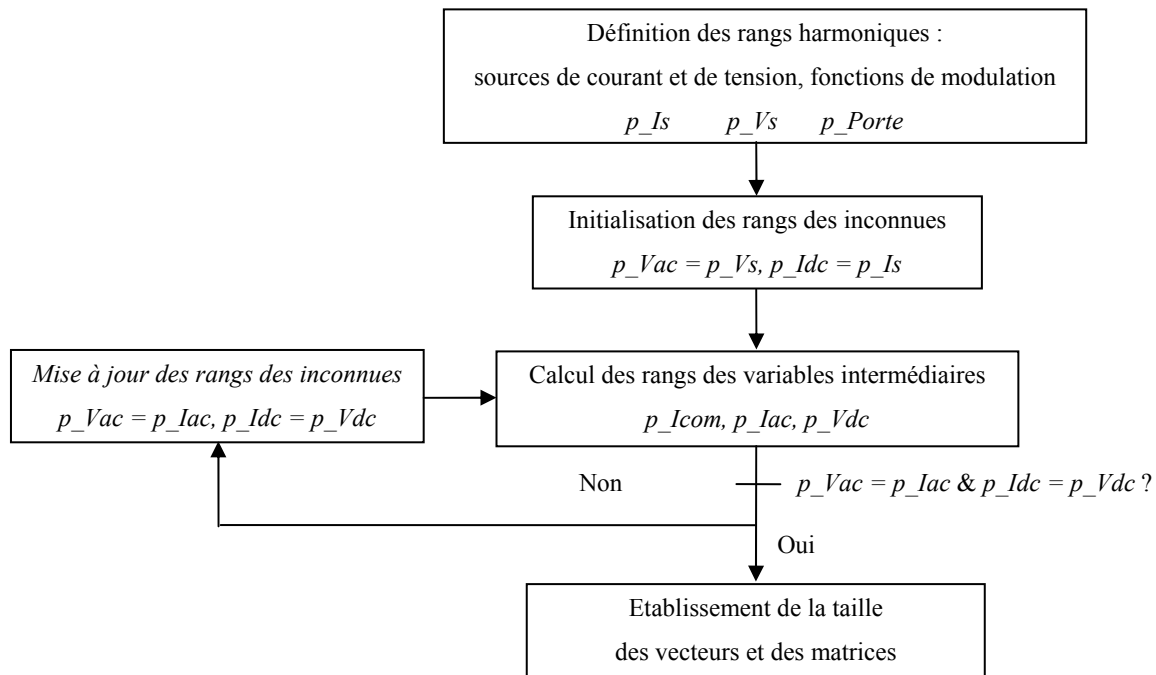 Définition des rangs harmoniques :
sources de courant et de tension, fonctions de modulation
p_Is p_Vs p_Porte
Initialisation des rangs des inconnues
p_Vac = p_Vs, p_Idc = p_Is
Mise à jour des rangs des inconnues
p_Vac = p_Iac, p_Idc = p_Vdc
Calcul des rangs des variables intermédiaires
p_Icom, p_Iac, p_Vdc
Non
p_Vac = p_Iac & p_Idc = p_Vdc ?
Oui
Etablissement de la taille
des vecteurs et des matrices